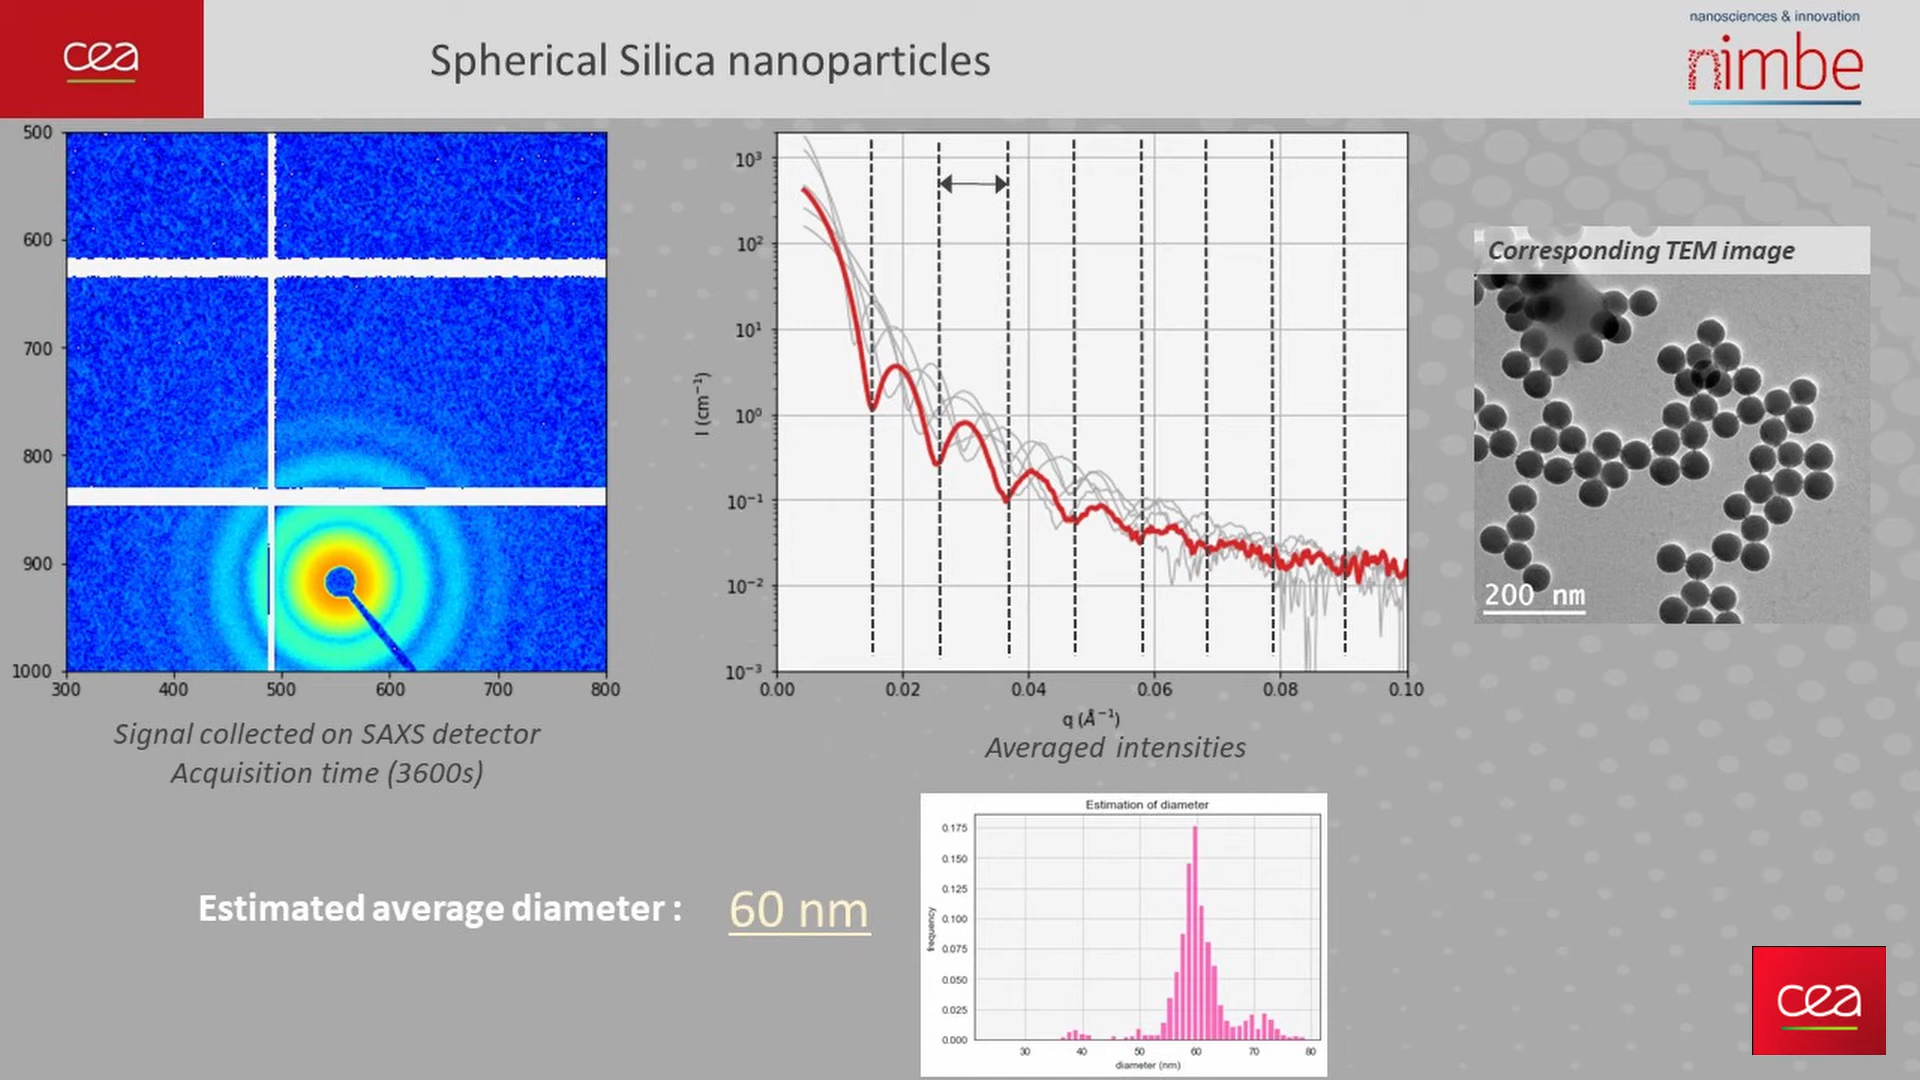 cea
Spherical Silica nanoparticles
nanosciences & innovation
nimbe
500
600
700
800
900
1000
300 400 500 600 700 800
Signal collected on SAXS detector
Acquisition time (3600s)
10³
10²
10¹
10⁰
10⁻¹
10⁻²
10⁻³
I (cm⁻¹)
0.00 0.02 0.04 0.06 0.08 0.10
q (Å⁻¹)
Averaged intensities
Corresponding TEM image
200 nm
Estimated average diameter : 60 nm
Estimation of diameter
0.175
0.150
0.125
0.100
0.075
0.050
0.025
0.000
frequency
30 40 50 60 70 80
diameter (nm)
cea